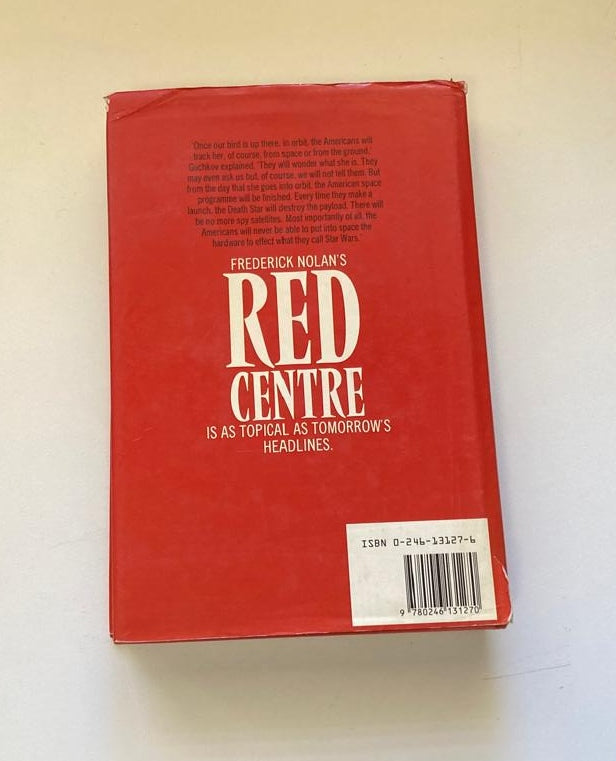 'Once our bird is up there, in orbit, the Americans will
track her, of course, from space or from the ground,'
Guchkov explained. 'They will wonder what she is. They
may even ask us but, of course, we will not tell them. But
from the day that she goes into orbit, the American space
programme will be finished. Every time they make a
launch, the Death Star will destroy the payload. There will
be no more spy satellites. Most importantly of all, the
Americans will never be able to put into space the
hardware to effect what they call Star Wars.'
FREDERICK NOLAN'S
RED
CENTRE
IS AS TOPICAL AS TOMORROW'S
HEADLINES.
ISBN 0-246-13127-6
9 780246 131270